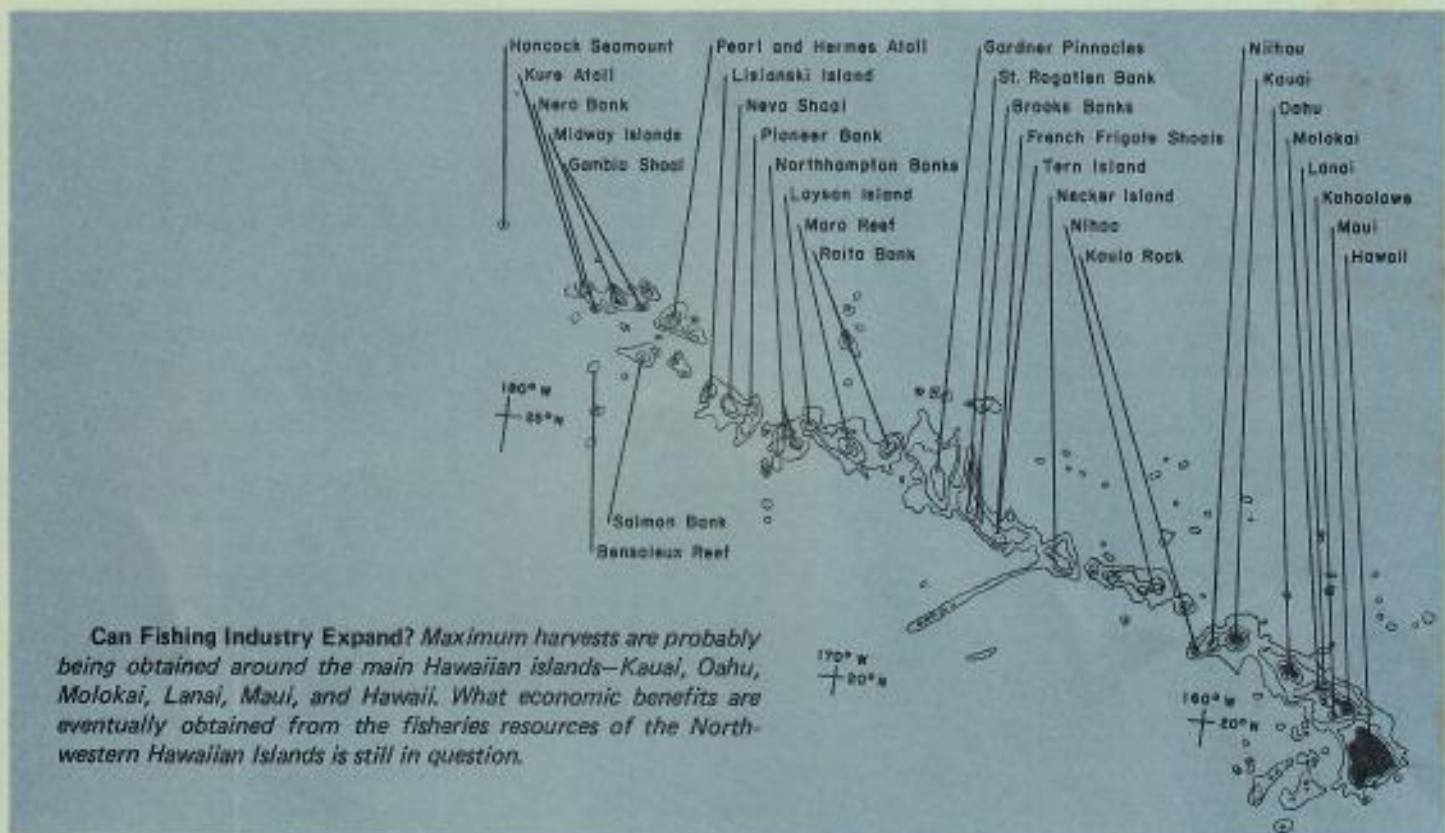 Hancock Seamount
Kure Atoll
Nero Bank
Midway Islands
Gambia Shoal
Pearl and Hermes Atoll
Lisianski Island
Neva Shoal
Pioneer Bank
Northhampton Banks
Laysan Island
Maro Reef
Raita Bank
Gardner Pinnacles
St. Rogatien Bank
Brooks Banks
French Frigate Shoals
Tern Island
Necker Island
Nihoa
Kaula Rock
Niihau
Kauai
Oahu
Molokai
Lanai
Kahoolawe
Maui
Hawaii
180° W
25° N
Salmon Bank
Bensaleux Reef
170° W
20° N
160° W
20° N
Can Fishing Industry Expand? Maximum harvests are probably
being obtained around the main Hawaiian islands—Kauai, Oahu,
Molokai, Lanai, Maui, and Hawaii. What economic benefits are
eventually obtained from the fisheries resources of the North-
western Hawaiian Islands is still in question.